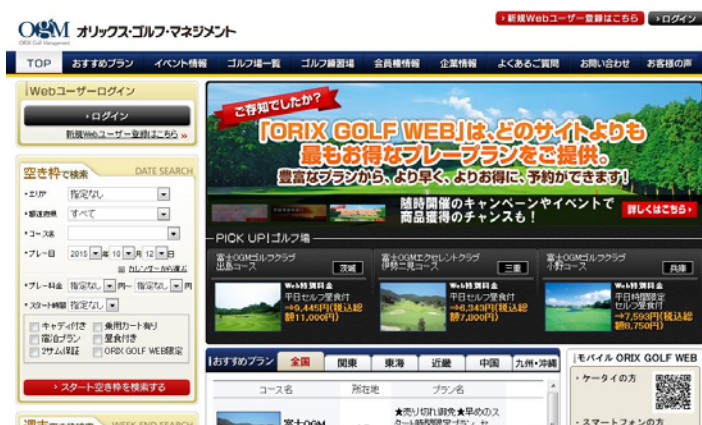 新規Webユーザー登録はこちら
ログイン
OGM オリックス・ゴルフ・マネジメント
ORIX Golf Management
TOP おすすめプラン イベント情報 ゴルフ場一覧 ゴルフ練習場 会員権情報 企業情報 よくあるご質問 お問い合わせ お客様の声
Webユーザーログイン
ログイン
新規Webユーザー登録はこちら »
空き枠で検索 DATE SEARCH
・エリア 指定なし
・都道府県 すべて
・コース名
・プレー日 2015 年 10 月 12 日
カレンダーから選ぶ
・プレー料金 指定なし 円~ 指定なし 円
・スタート時間 指定なし
キャディ付き 乗用カート有り
宿泊プラン 昼食付き
2サム保証 ORIX GOLF WEB限定
スタート空き枠を検索する
WEEK END SEARCH
ご存知でしたか?
「ORIX GOLF WEB」は、どのサイトよりも
最もお得なプレープランをご提供。
豊富なプランから、より早く、よりお得に、予約ができます!
随時開催のキャンペーンやイベントで
商品獲得のチャンスも!
詳しくはこちら
PICK UP!ゴルフ場
富士OGMゴルフクラブ
出島コース 茨城
Web特別料金
平日セルフ昼食付
⇒9,445円(税込総
額11,000円)
富士OGMエクセレントクラブ
伊勢二見コース 三重
Web特別料金
平日セルフ昼食付
⇒6,343円(税込総
額7,800円)
富士OGMゴルフクラブ
小野コース 兵庫
Web特別料金
平日時間限定
セルフ昼食付
⇒7,593円(税込総
額8,750円)
おすすめプラン 全国 関東 東海 近畿 中国 九州・沖縄
コース名 所在地 プラン名
富士OGM
★売り切れ御免★早めのス
モバイル ORIX GOLF WEB
・ケータイの方
・スマートフォンの方